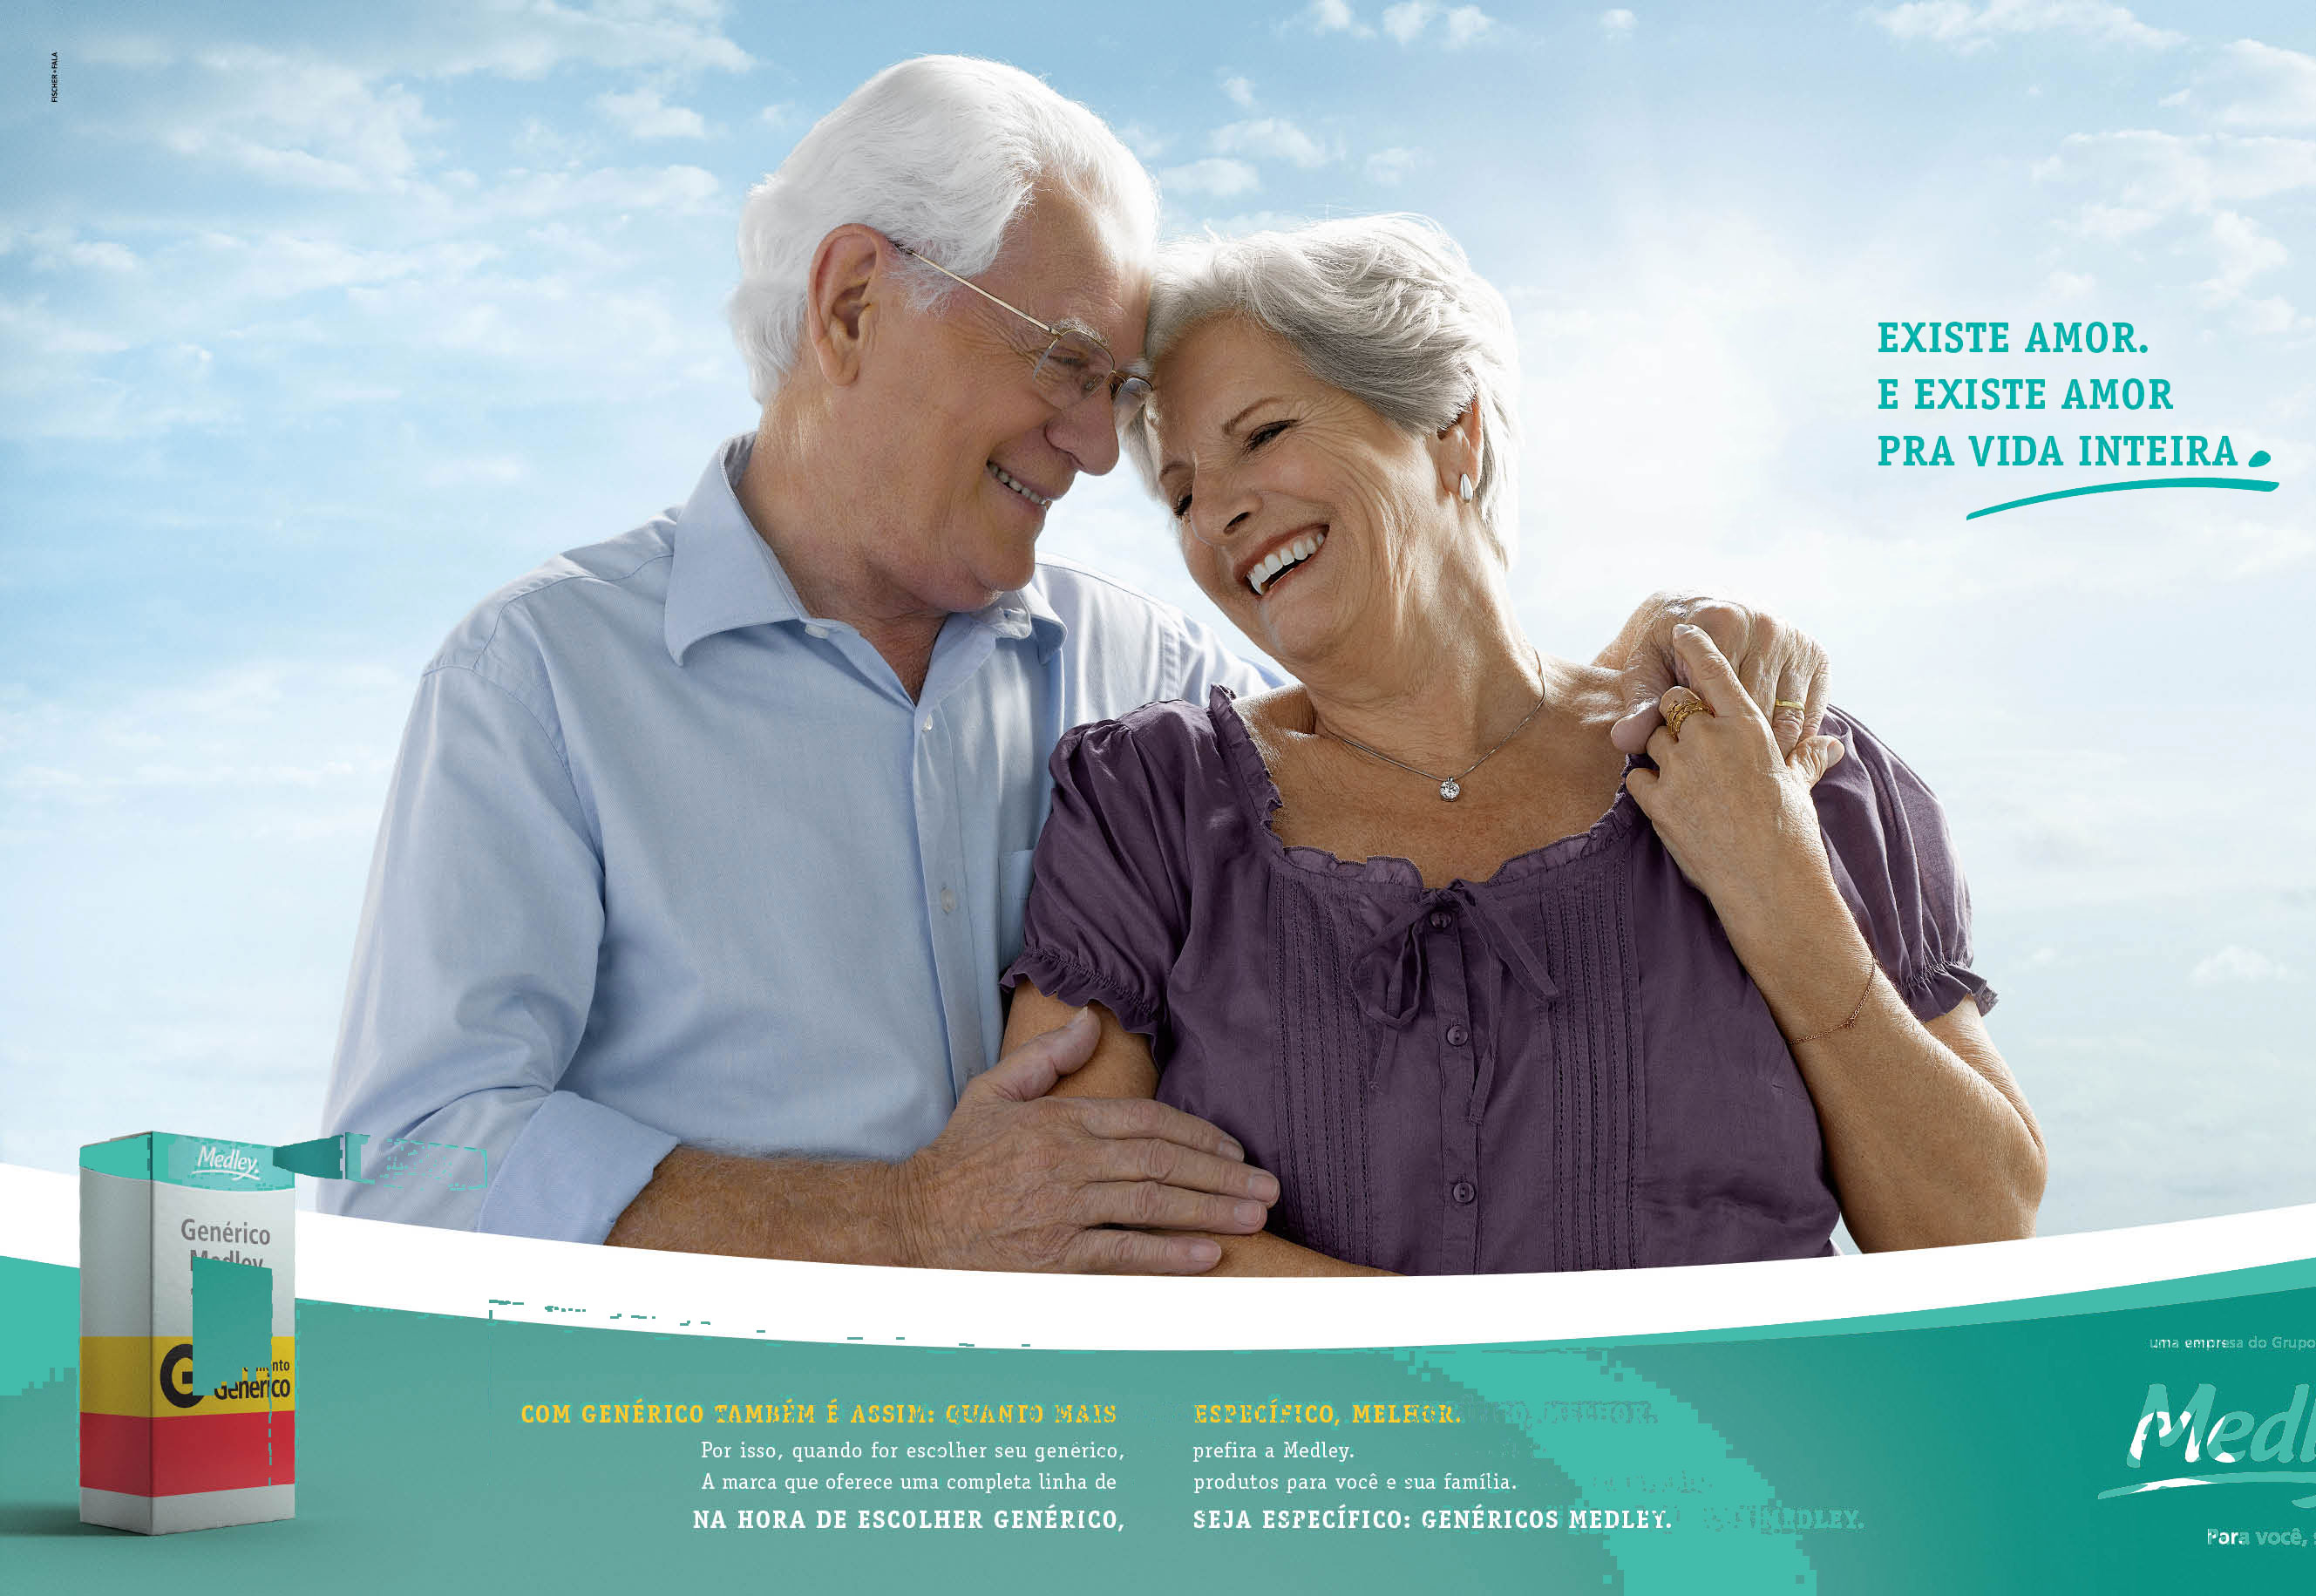 FISCHER+FALA
EXISTE AMOR.
E EXISTE AMOR
PRA VIDA INTEIRA.
Medley
Genérico
Medley
Genérico
COM GENÉRICO TAMBÉM É ASSIM: QUANTO MAIS ESPECÍFICO, MELHOR.
Por isso, quando for escolher seu genérico, prefira a Medley.
A marca que oferece uma completa linha de produtos para você e sua família.
NA HORA DE ESCOLHER GENÉRICO, SEJA ESPECÍFICO: GENÉRICOS MEDLEY.
uma empresa do Grupo
Para você,